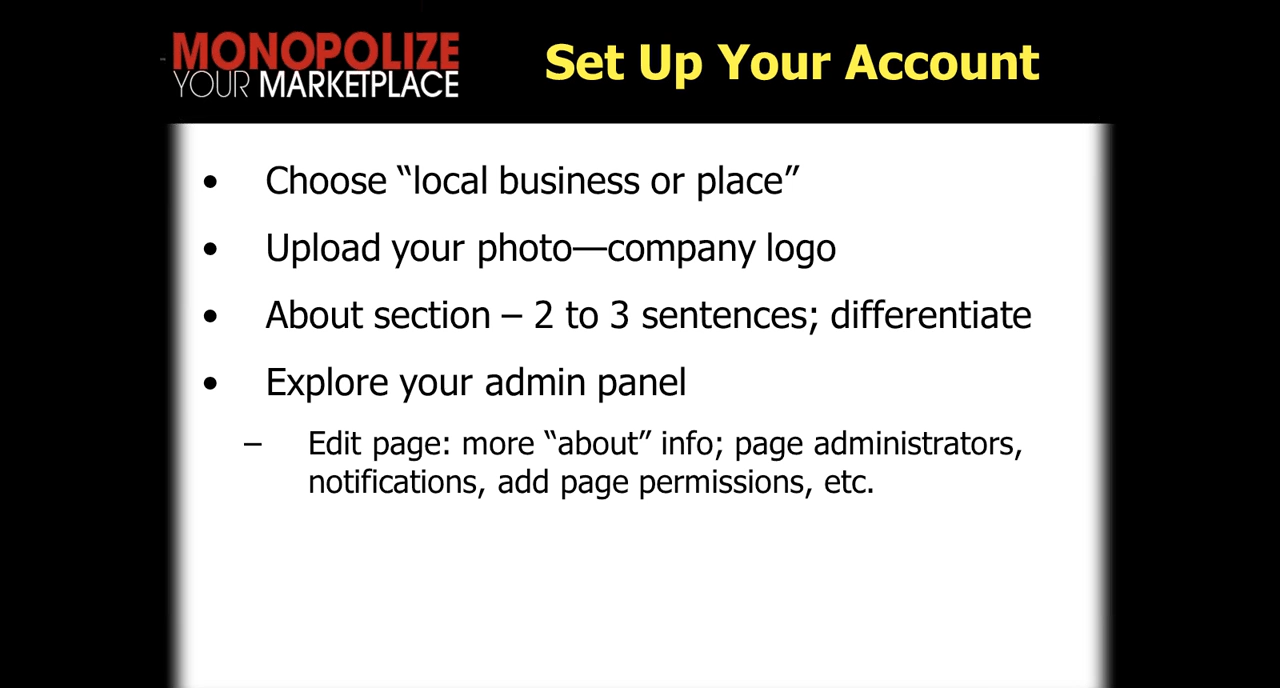 MONOPOLIZE
YOUR MARKETPLACE
Set Up Your Account
• Choose “local business or place”
• Upload your photo—company logo
• About section – 2 to 3 sentences; differentiate
• Explore your admin panel
– Edit page: more “about” info; page administrators,
notifications, add page permissions, etc.